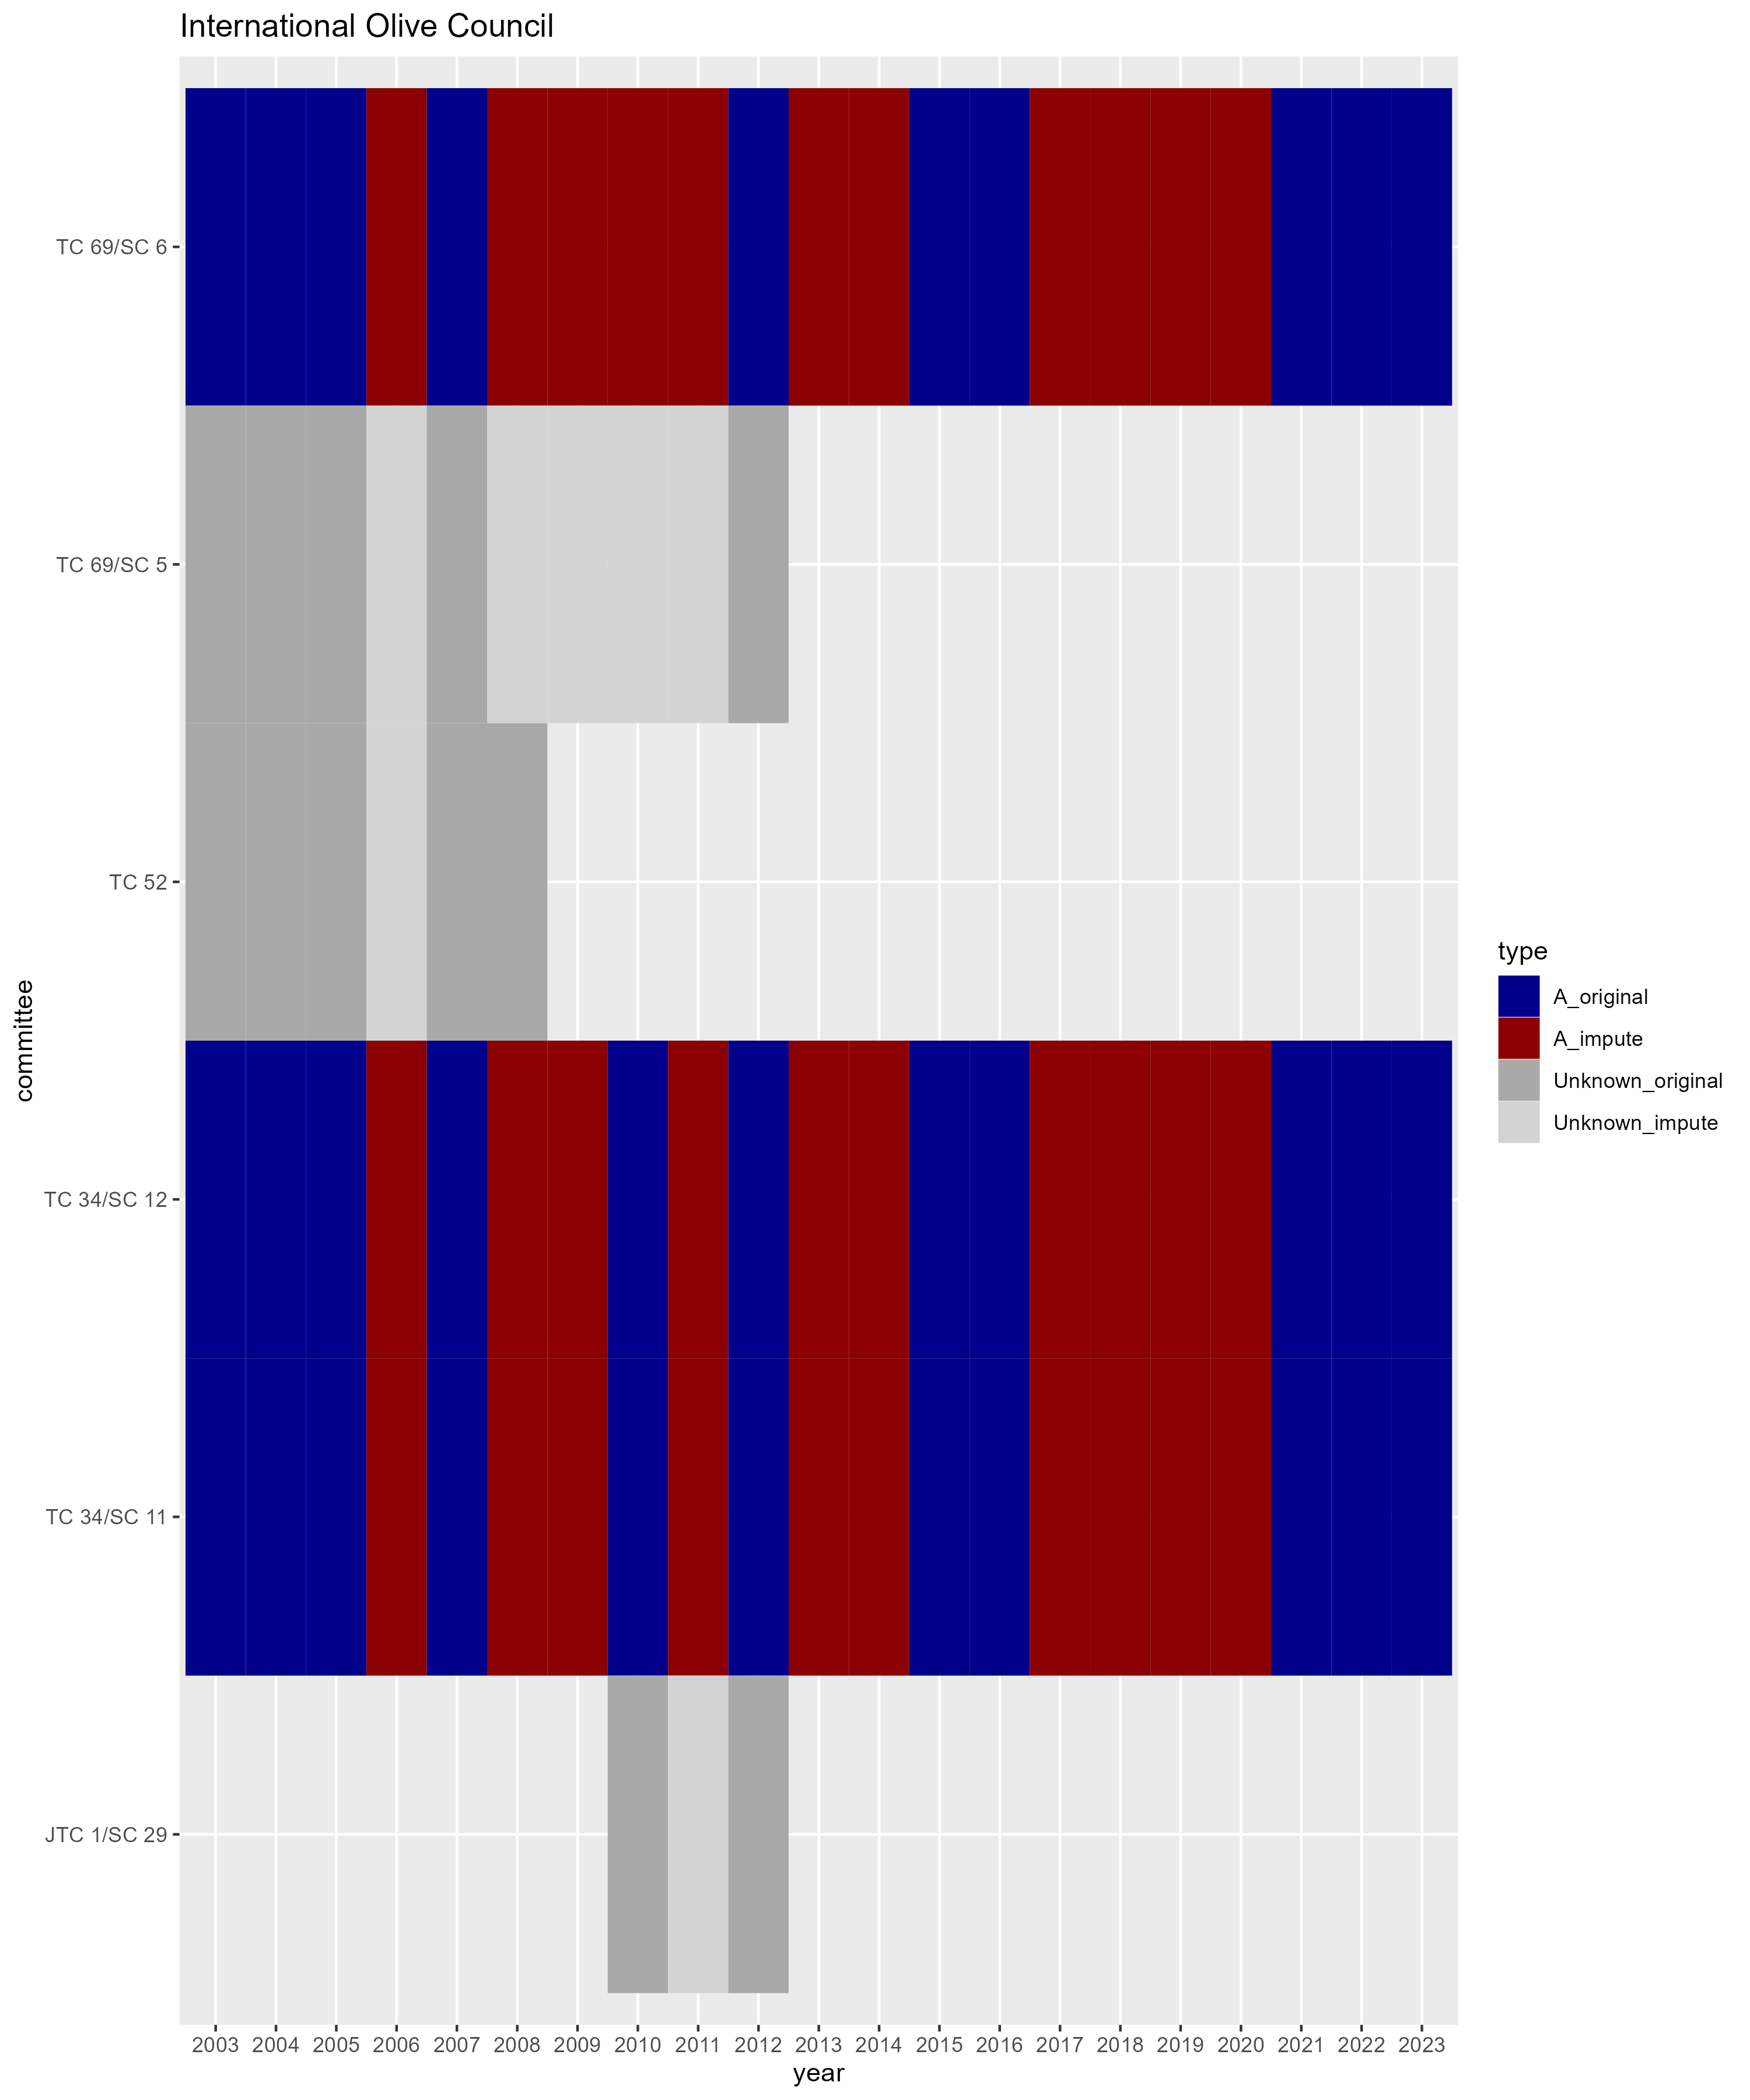 International Olive Council
committee
TC 69/SC 6
TC 69/SC 5
TC 52
TC 34/SC 12
TC 34/SC 11
JTC 1/SC 29
2003 2004 2005 2006 2007 2008 2009 2010 2011 2012 2013 2014 2015 2016 2017 2018 2019 2020 2021 2022 2023
year
type
A_original
A_impute
Unknown_original
Unknown_impute